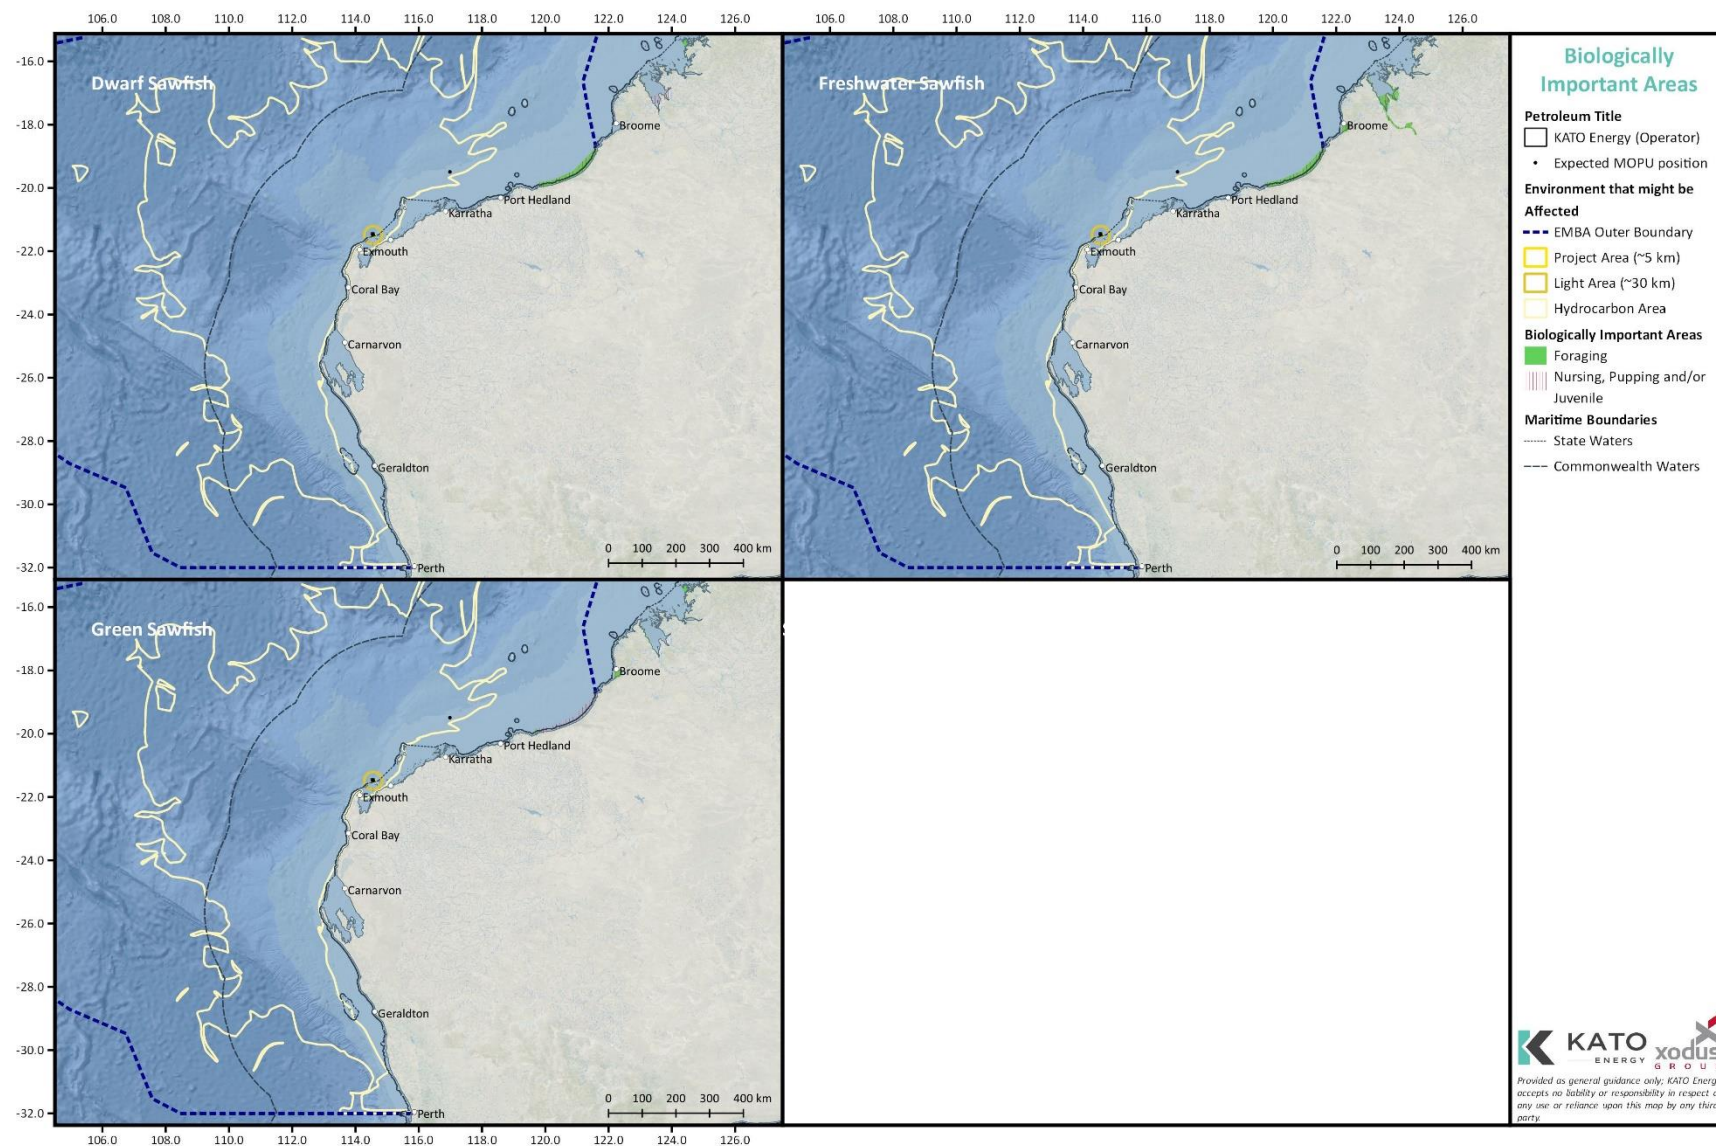 106.0 108.0 110.0 112.0 114.0 116.0 118.0 120.0 122.0 124.0 126.0 106.0 108.0 110.0 112.0 114.0 116.0 118.0 120.0 122.0 124.0 126.0
-16.0
-18.0
-20.0
-22.0
-24.0
-26.0
-28.0
-30.0
-32.0
Dwarf Sawfish
Broome
Port Hedland
Karratha
Exmouth
Coral Bay
Carnarvon
Geraldton
0 100 200 300 400 km
Perth
Freshwater Sawfish
Broome
Port Hedland
Karratha
Exmouth
Coral Bay
Carnarvon
Geraldton
0 100 200 300 400 km
Perth
-16.0
-18.0
-20.0
-22.0
-24.0
-26.0
-28.0
-30.0
-32.0
Green Sawfish
Broome
Port Hedland
Karratha
Exmouth
Coral Bay
Carnarvon
Geraldton
0 100 200 300 400 km
Perth
106.0 108.0 110.0 112.0 114.0 116.0 118.0 120.0 122.0 124.0 126.0
Biologically
Important Areas
Petroleum Title
KATO Energy (Operator)
Expected MOPU position
Environment that might be
Affected
EMBA Outer Boundary
Project Area (~5 km)
Light Area (~30 km)
Hydrocarbon Area
Biologically Important Areas
Foraging
Nursing, Pupping and/or
Juvenile
Maritime Boundaries
State Waters
Commonwealth Waters
KATO
ENERGY
xodus
GROU
Provided as general guidance only; KATO Energ
accepts no liability or responsibility in respect o
any use or reliance upon this map by any third
party.